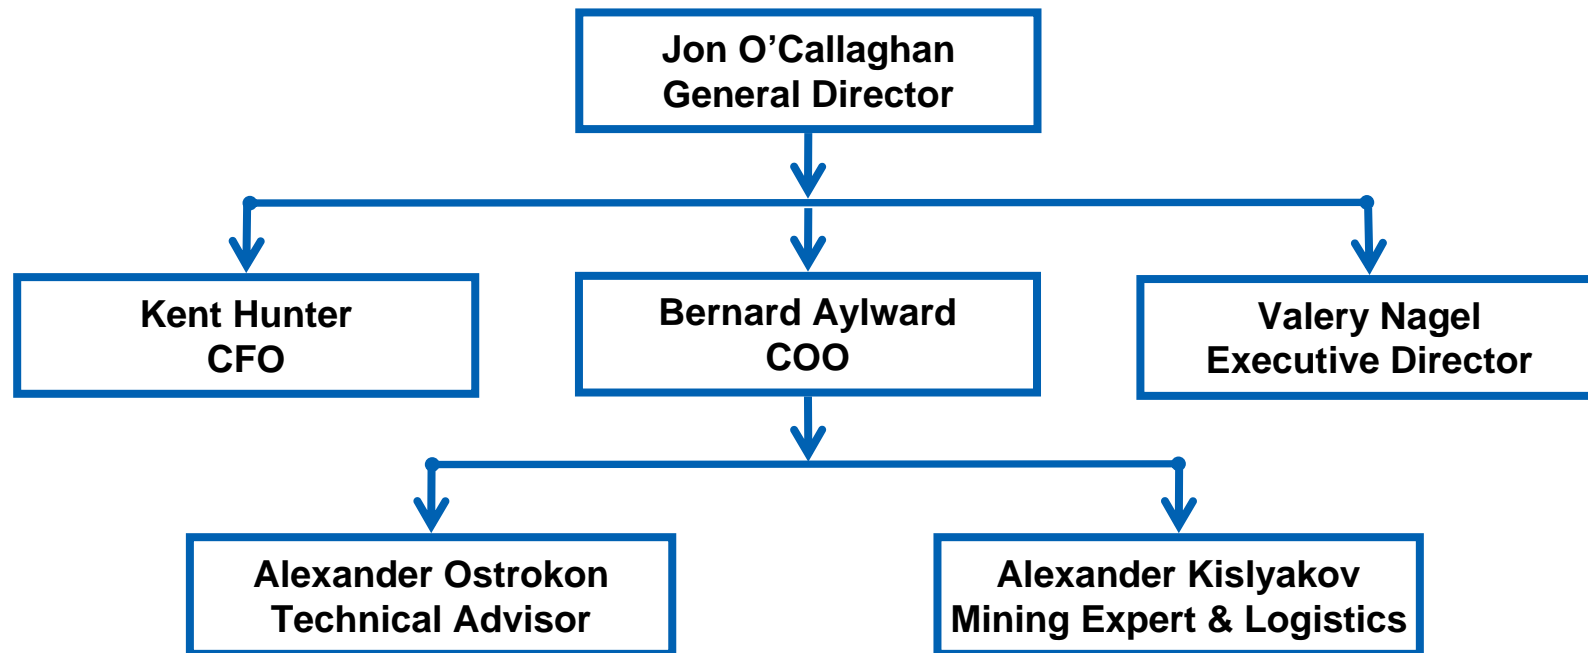 Jon O’Callaghan
General Director
Kent Hunter
CFO
Bernard Aylward
COO
Valery Nagel
Executive Director
Alexander Ostrokon
Technical Advisor
Alexander Kislyakov
Mining Expert & Logistics